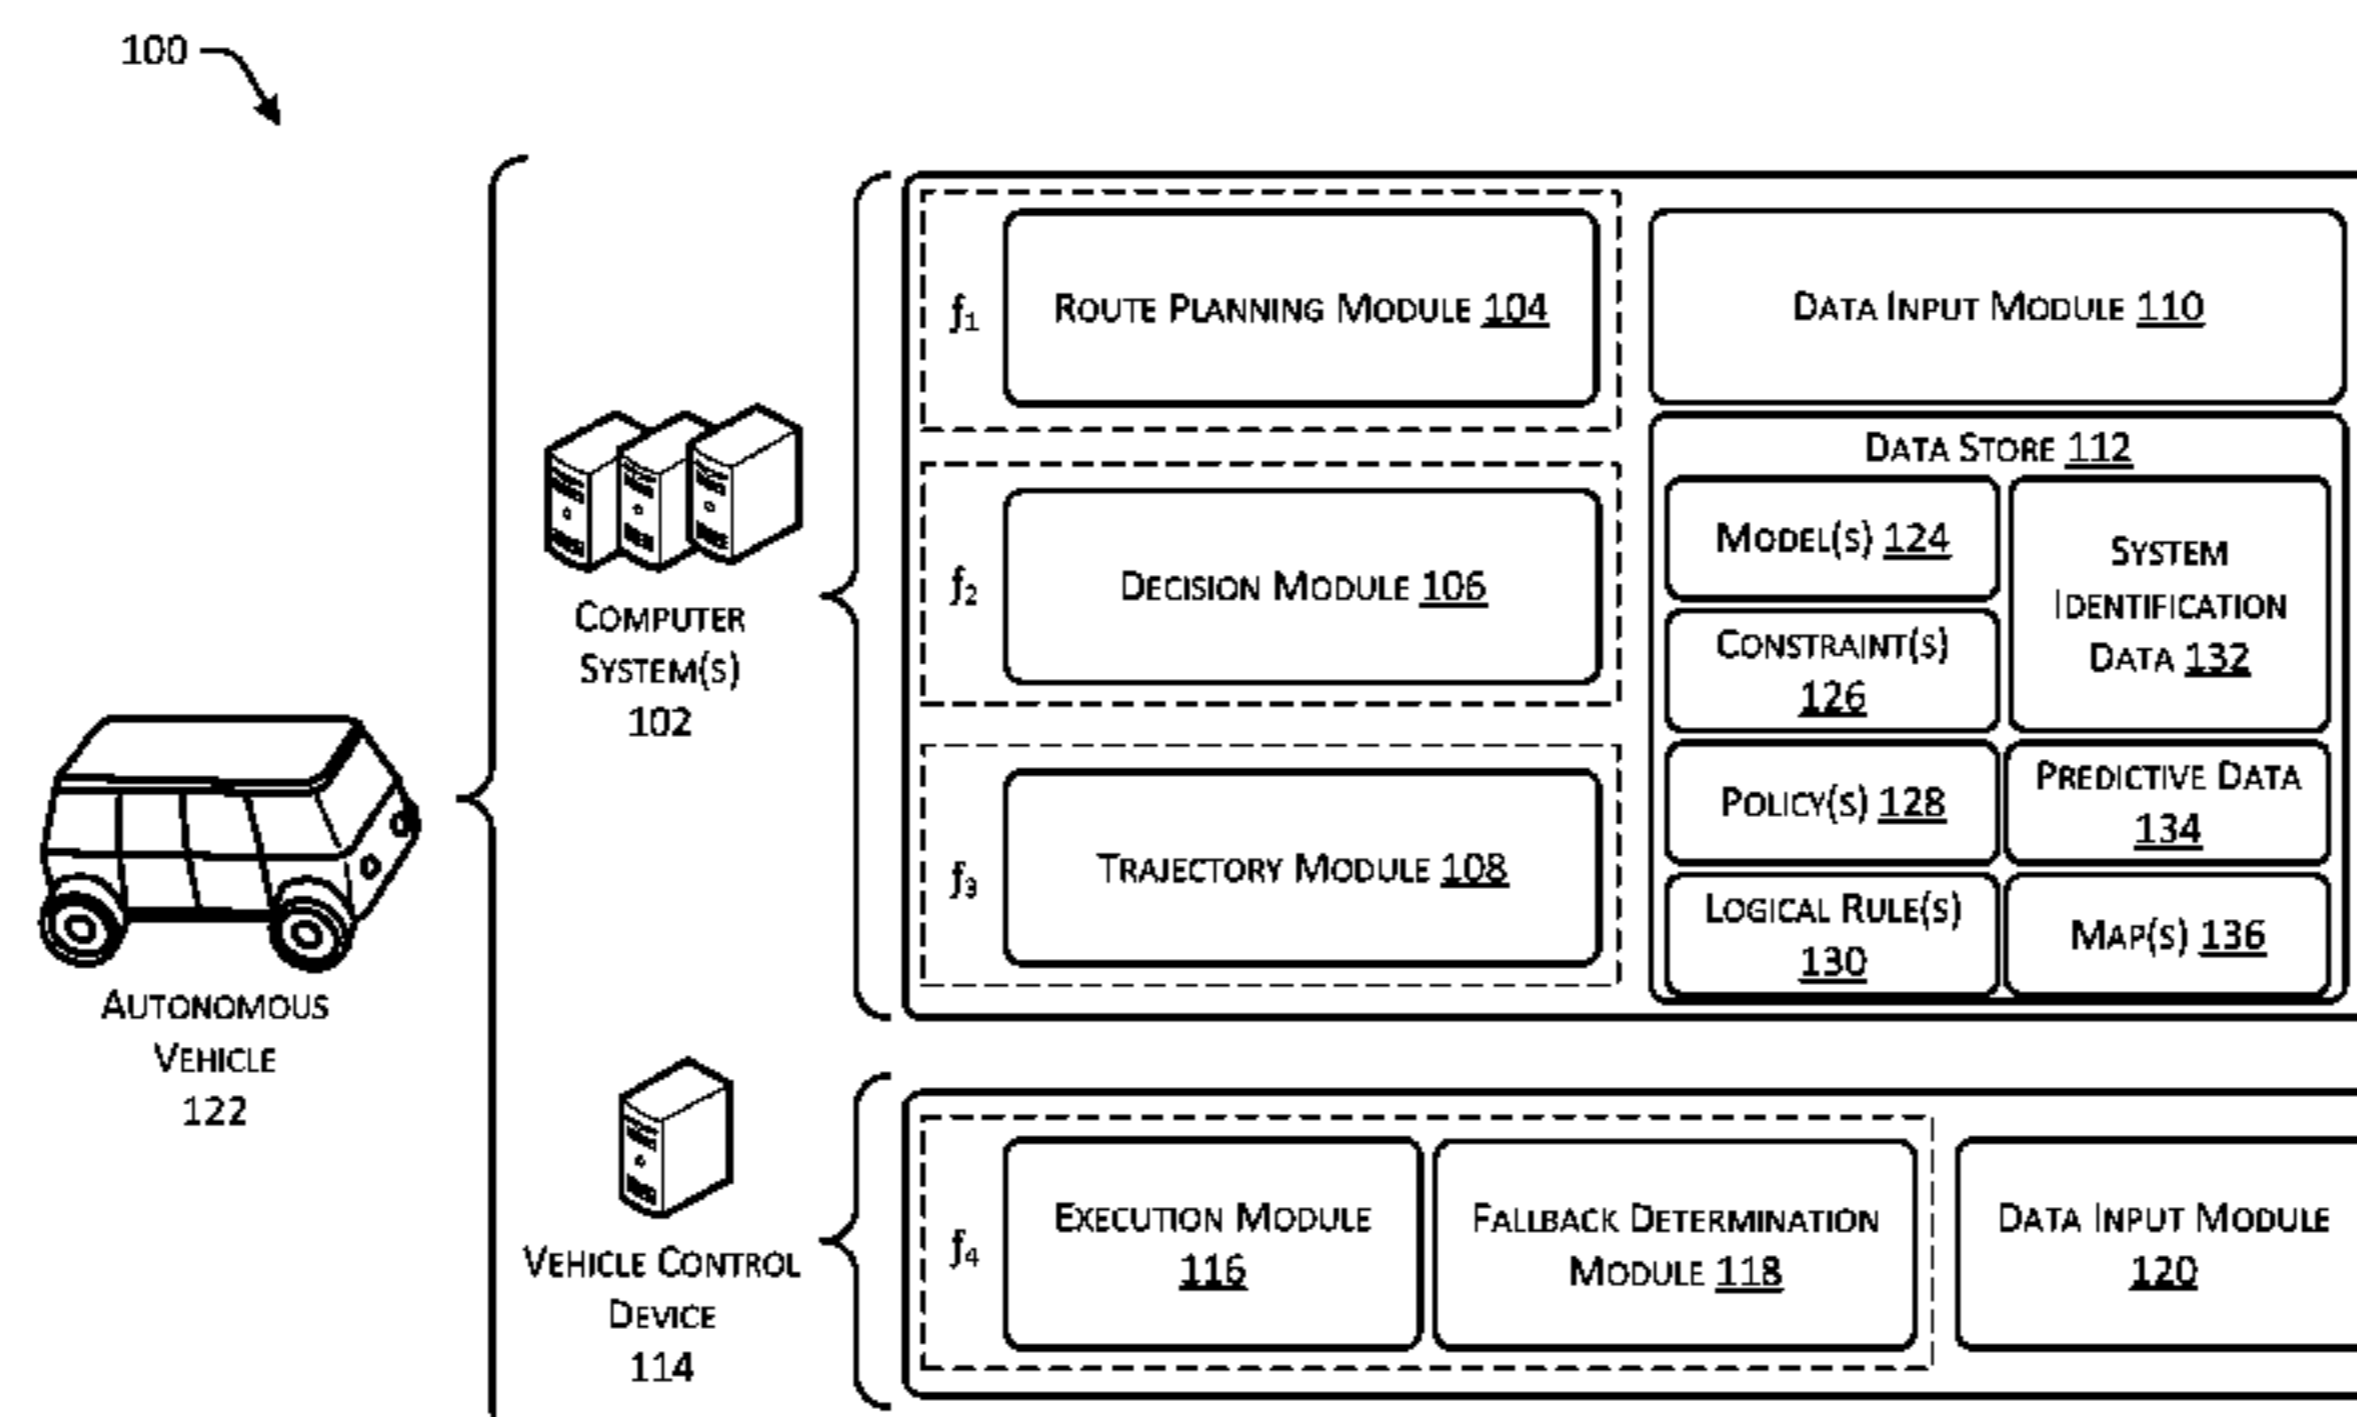 100
f1
ROUTE PLANNING MODULE 104
DATA INPUT MODULE 110
DATA STORE 112
MODEL(S) 124
SYSTEM
IDENTIFICATION
DATA 132
f2
DECISION MODULE 106
CONSTRAINT(S)
126
COMPUTER
SYSTEM(S)
102
POLICY(S) 128
PREDICTIVE DATA
134
f3
TRAJECTORY MODULE 108
LOGICAL RULE(S)
130
MAP(S) 136
AUTONOMOUS
VEHICLE
122
VEHICLE CONTROL
DEVICE
114
f4
EXECUTION MODULE
116
FALLBACK DETERMINATION
MODULE 118
DATA INPUT MODULE
120